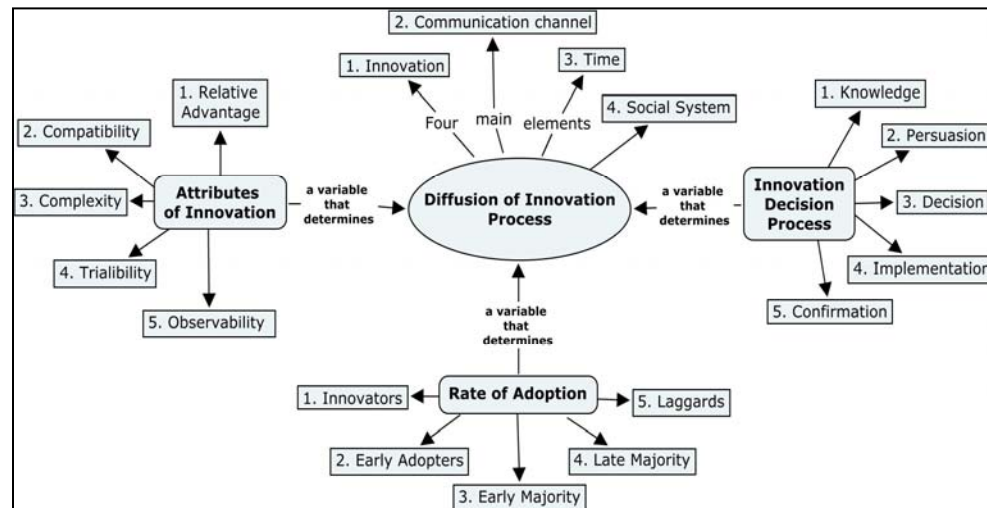 2. Communication channel
1. Innovation
3. Time
4. Social System
Four
main
elements
Diffusion of Innovation
Process
1. Relative
Advantage
2. Compatibility
3. Complexity
4. Trialibility
5. Observability
Attributes
of Innovation
a variable
that
determines
1. Knowledge
2. Persuasion
3. Decision
4. Implementation
5. Confirmation
Innovation
Decision
Process
a variable
that
determines
a variable
that
determines
Rate of Adoption
1. Innovators
2. Early Adopters
3. Early Majority
4. Late Majority
5. Laggards